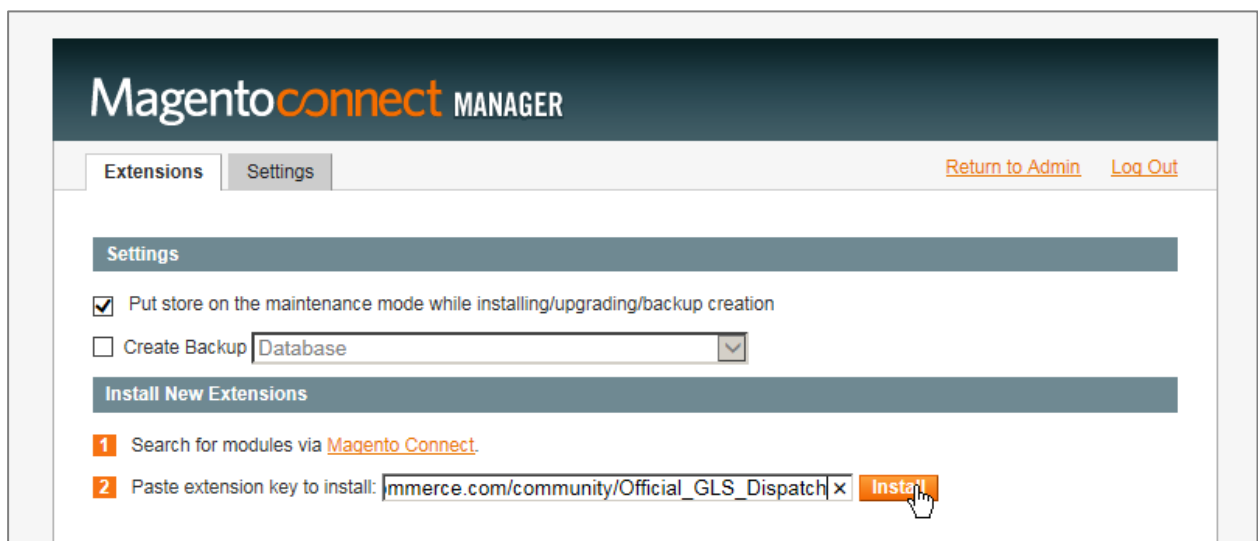 Magentoconnect MANAGER
Extensions Settings Return to Admin Log Out
Settings
Put store on the maintenance mode while installing/upgrading/backup creation
Create Backup Database
Install New Extensions
1 Search for modules via Magento Connect.
2 Paste extension key to install: ommerce.com/community/Official_GLS_Dispatch x Install